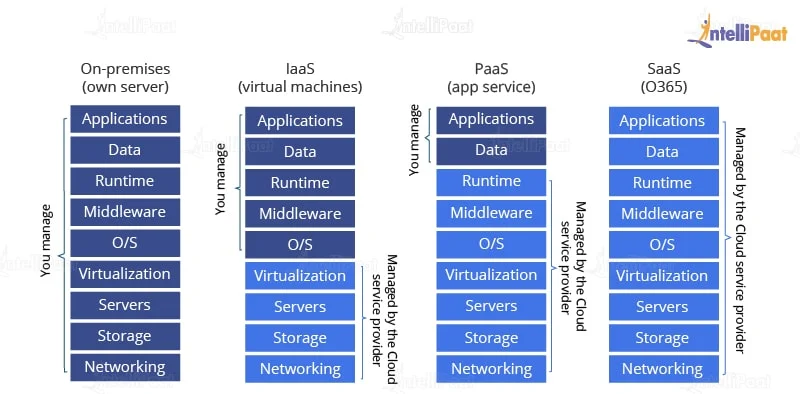 IntelliPaat
On-premises
(own server)
Applications
Data
Runtime
Middleware
O/S
Virtualization
Servers
Storage
Networking
You manage
IaaS
(virtual machines)
Applications
Data
Runtime
Middleware
O/S
Virtualization
Servers
Storage
Networking
You manage
Managed by the Cloud
service provider
PaaS
(app service)
Applications
Data
Runtime
Middleware
O/S
Virtualization
Servers
Storage
Networking
You manage
Managed by the Cloud
service provider
SaaS
(O365)
Applications
Data
Runtime
Middleware
O/S
Virtualization
Servers
Storage
Networking
Managed by the Cloud service provider